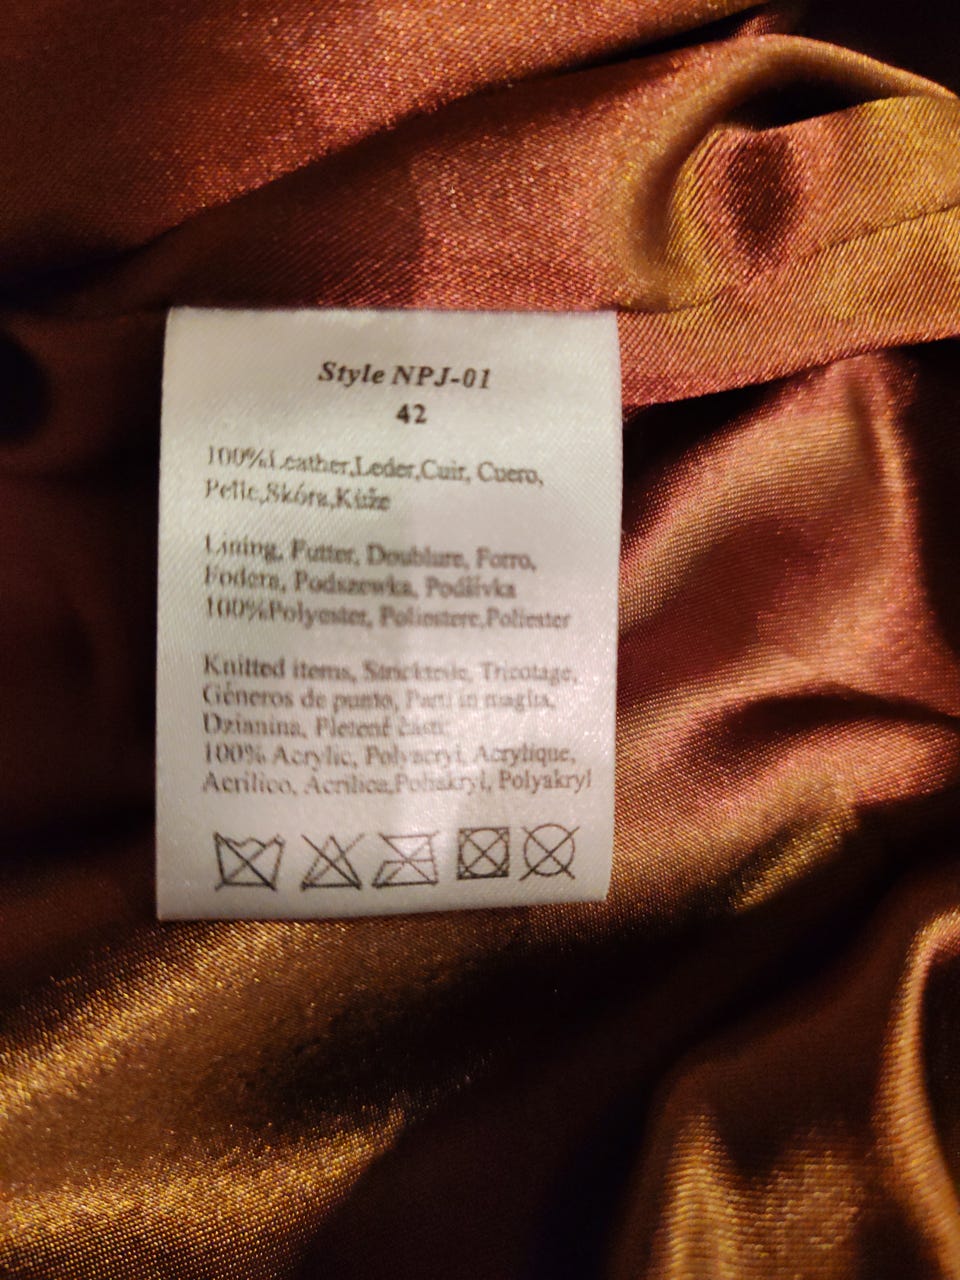 Style NPJ-01
42
100%Leather,Leder,Cuir, Cuero,
Pelle,Skóra,Kůže
Lining, Futter, Doublure, Forro,
Fodera, Podszewka, Podšívka
100%Polyester, Poliestere,Poliester
Knitted items, Strickteile, Tricotage,
Géneros de punto, Parti in maglia,
Dzianina, Pletené části:
100% Acrylic, Polyacryl, Acrylique,
Acrílico, Acrilica,Poliakryl, Polyakryl